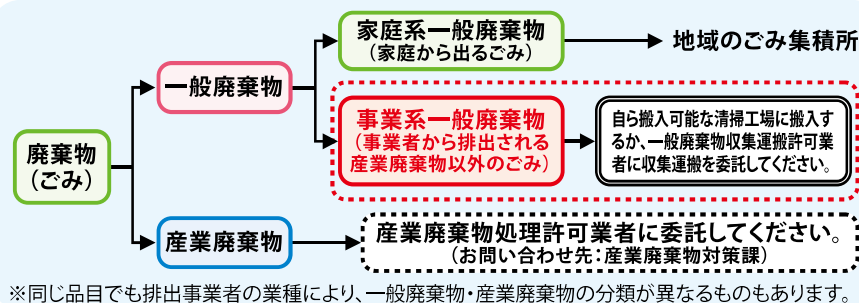 家庭系一般廃棄物
(家庭から出るごみ)
地域のごみ集積所
一般廃棄物
事業系一般廃棄物
(事業者から排出される
産業廃棄物以外のごみ)
自ら搬入可能な清掃工場に搬入す
るか、一般廃棄物収集運搬許可業
者に収集運搬を委託してください。
廃棄物
(ごみ)
産業廃棄物
産業廃棄物処理許可業者に委託してください。
(お問い合わせ先:産業廃棄物対策課)
※同じ品目でも排出事業者の業種により、一般廃棄物・産業廃棄物の分類が異なるものもあります。